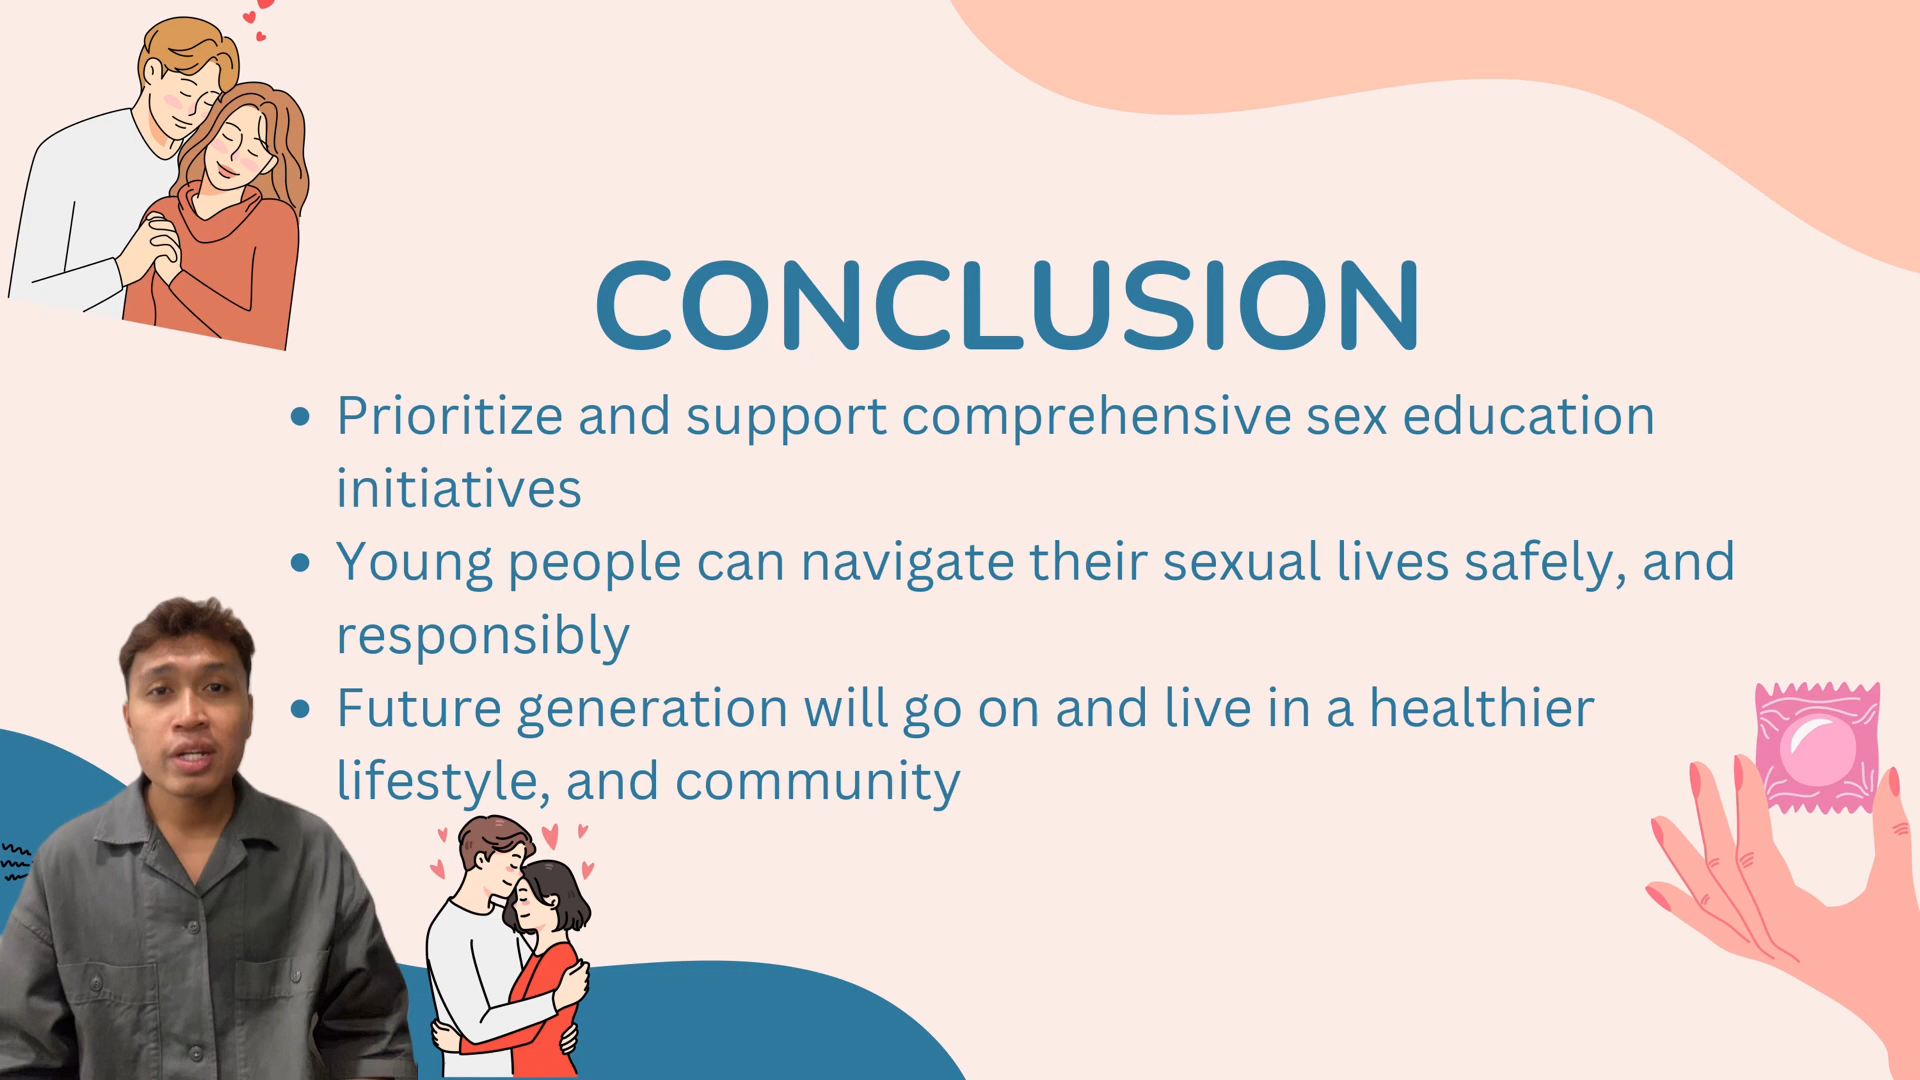 CONCLUSION
• Prioritize and support comprehensive sex education
initiatives
• Young people can navigate their sexual lives safely, and
responsibly
• Future generation will go on and live in a healthier
lifestyle, and community